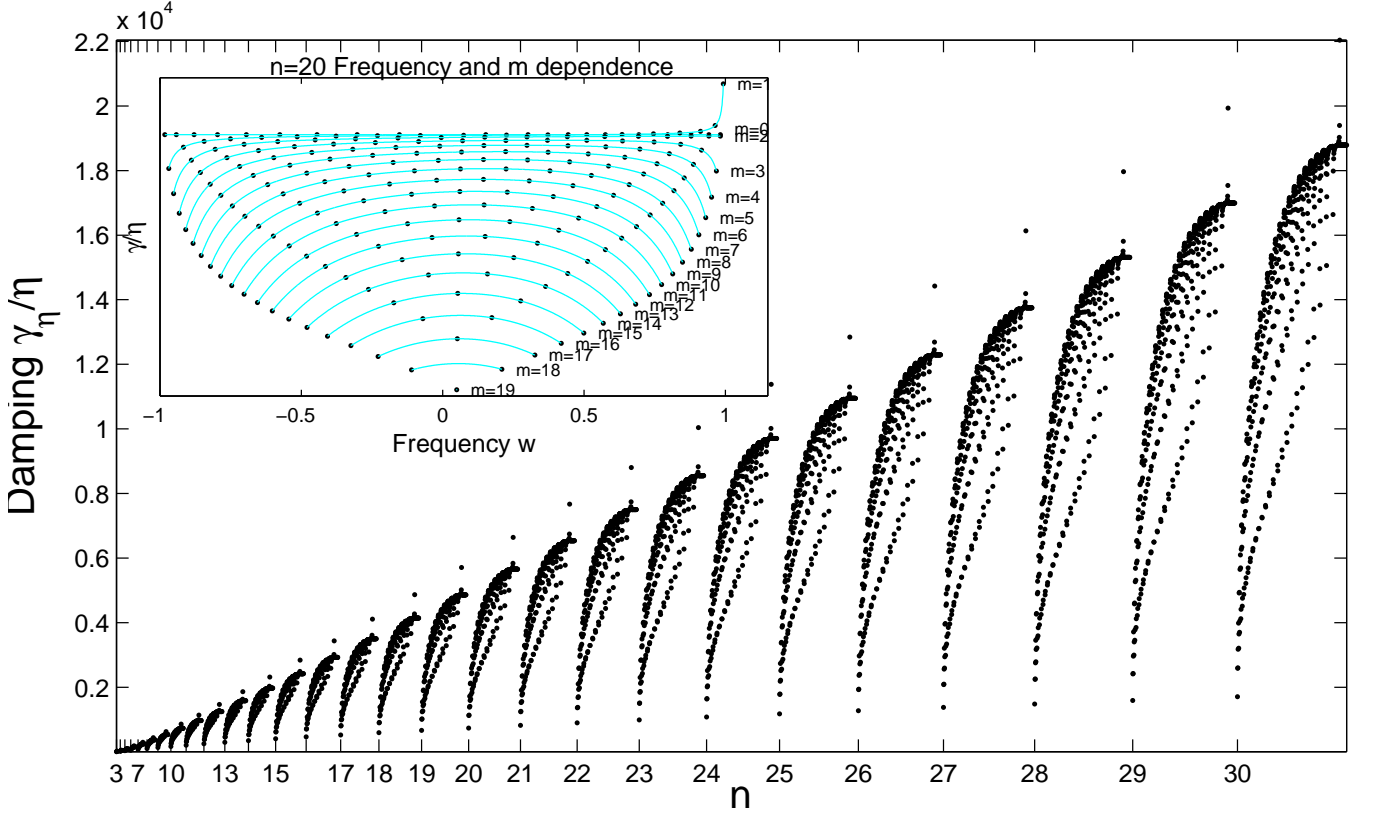 x 10⁴
2.2
2
1.8
1.6
1.4
1.2
1
0.8
0.6
0.4
0.2
Damping γη/η
n=20 Frequency and m dependence
γ/η
m=1
m=0
m=2
m=3
m=4
m=5
m=6
m=7
m=8
m=9
m=10
m=11
m=12
m=13
m=14
m=15
m=16
m=17
m=18
m=19
−1 −0.5 0 0.5 1
Frequency w
3 7 10 13 15 17 18 19 20 21 22 23 24 25 26 27 28 29 30
n